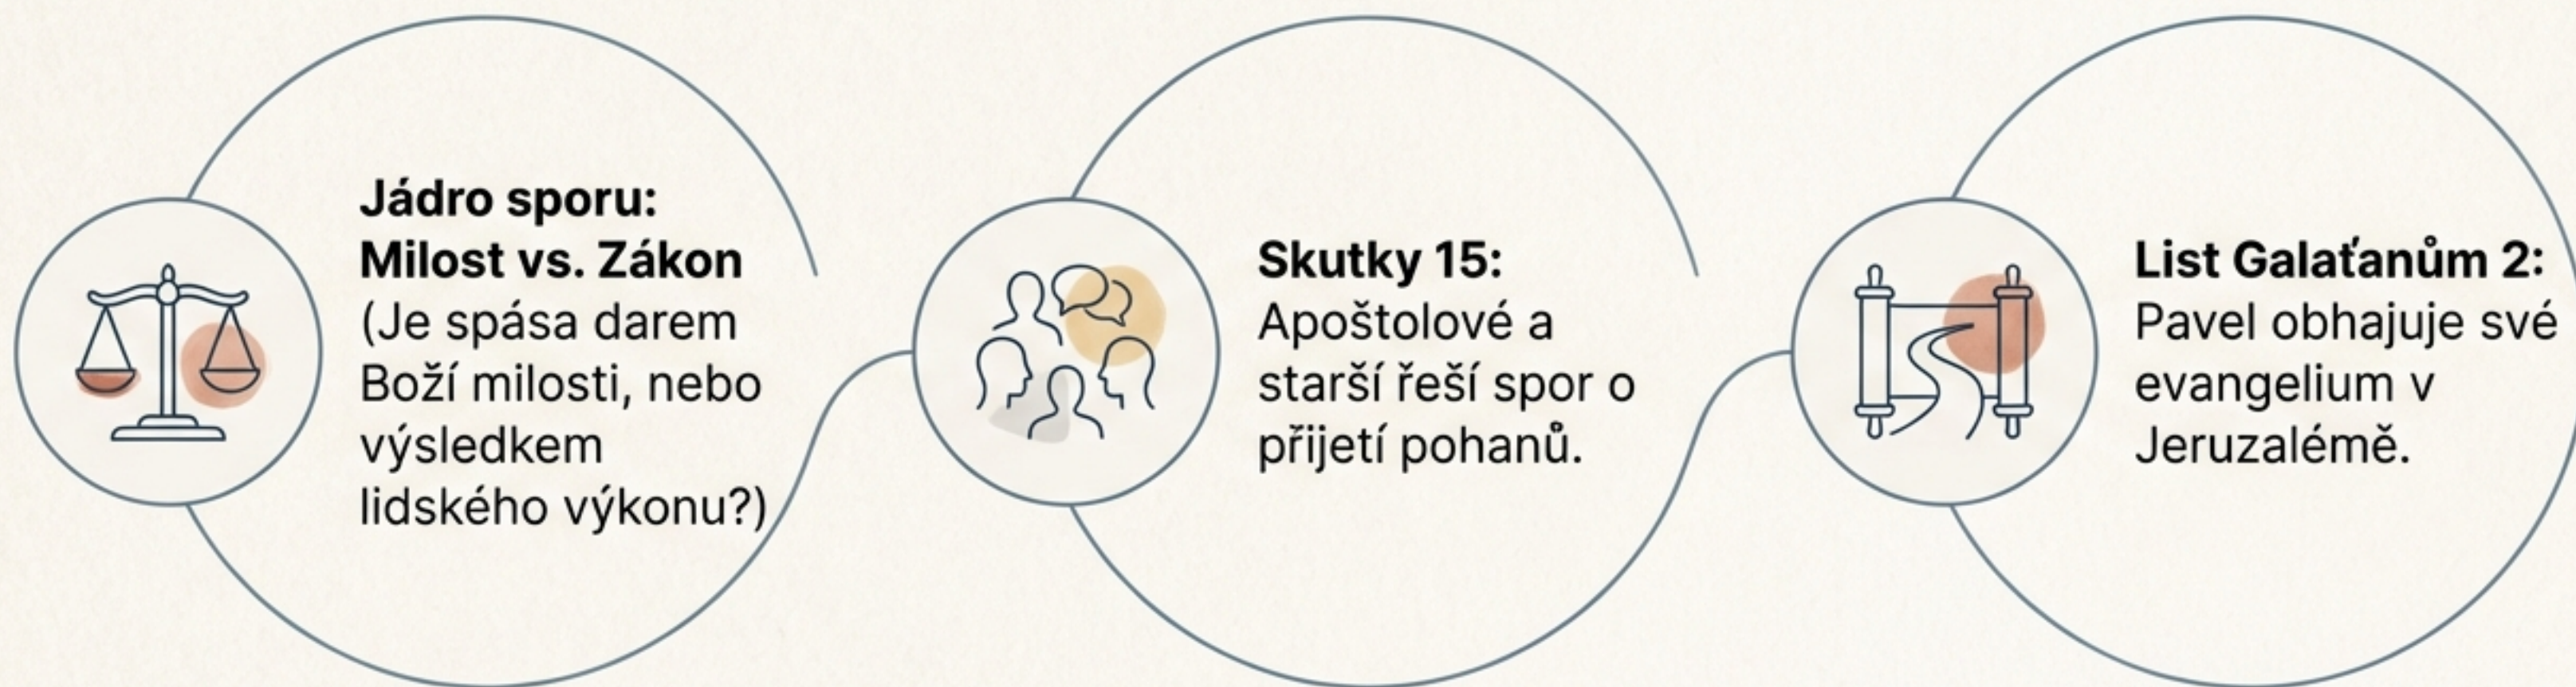 Jádro sporu:
Milost vs. Zákon
(Je spása darem
Boží milosti, nebo
výsledkem
lidského výkonu?)
Skutky 15:
Apoštolové a
starší řeší spor o
přijetí pohanů.
List Galaťanům 2:
Pavel obhajuje své
evangelium v
Jeruzalémě.